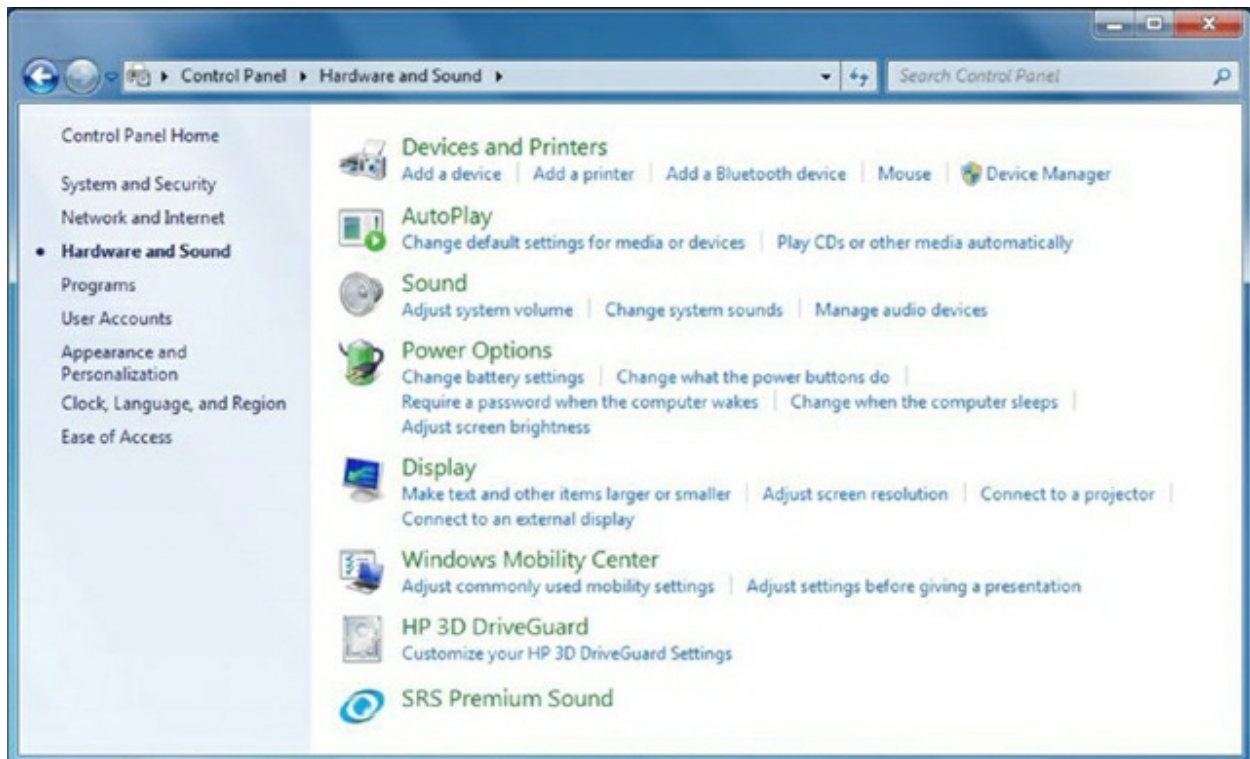 Control Panel Hardware and Sound
Search Control Panel
Control Panel Home
System and Security
Network and Internet
Hardware and Sound
Programs
User Accounts
Appearance and
Personalization
Clock, Language, and Region
Ease of Access
Devices and Printers
Add a device Add a printer Add a Bluetooth device Mouse Device Manager
AutoPlay
Change default settings for media or devices Play CDs or other media automatically
Sound
Adjust system volume Change system sounds Manage audio devices
Power Options
Change battery settings Change what the power buttons do
Require a password when the computer wakes Change when the computer sleeps
Adjust screen brightness
Display
Make text and other items larger or smaller Adjust screen resolution Connect to a projector
Connect to an external display
Windows Mobility Center
Adjust commonly used mobility settings Adjust settings before giving a presentation
HP 3D DriveGuard
Customize your HP 3D DriveGuard Settings
SRS Premium Sound